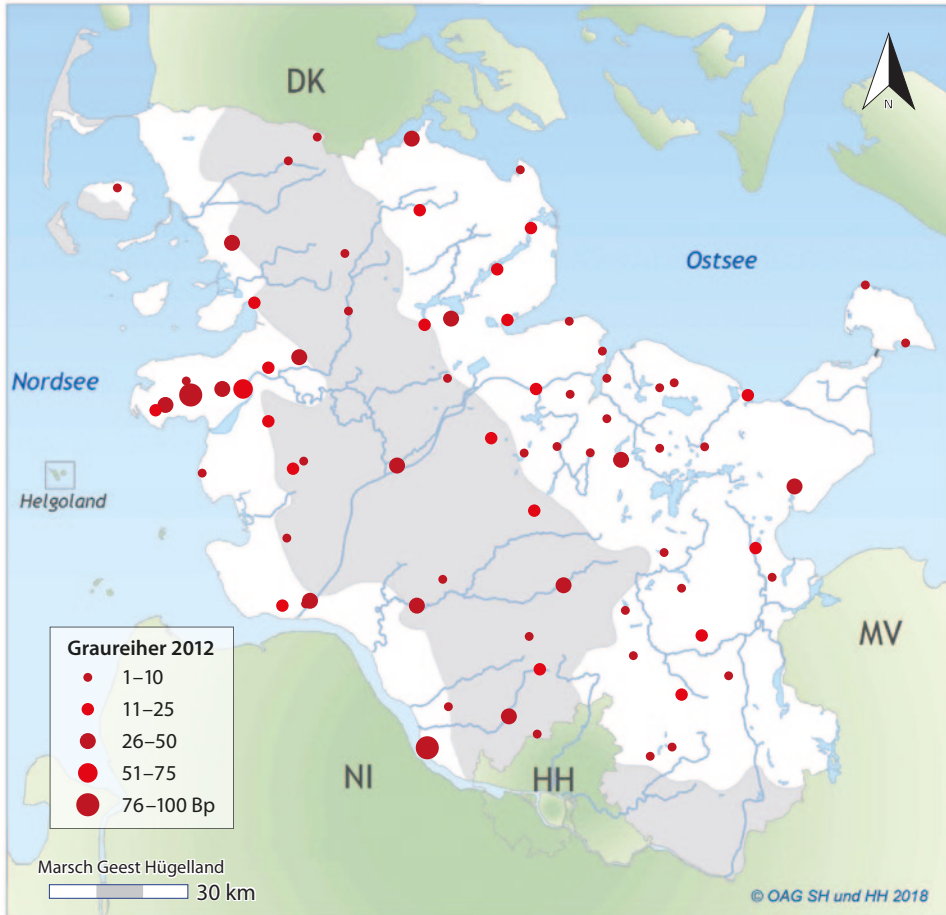 DK
N
Ostsee
Nordsee
Helgoland
MV
NI
HH
Graureiher 2012
1–10
11–25
26–50
51–75
76–100 Bp
Marsch Geest Hügelland
30 km
© OAG SH und HH 2018